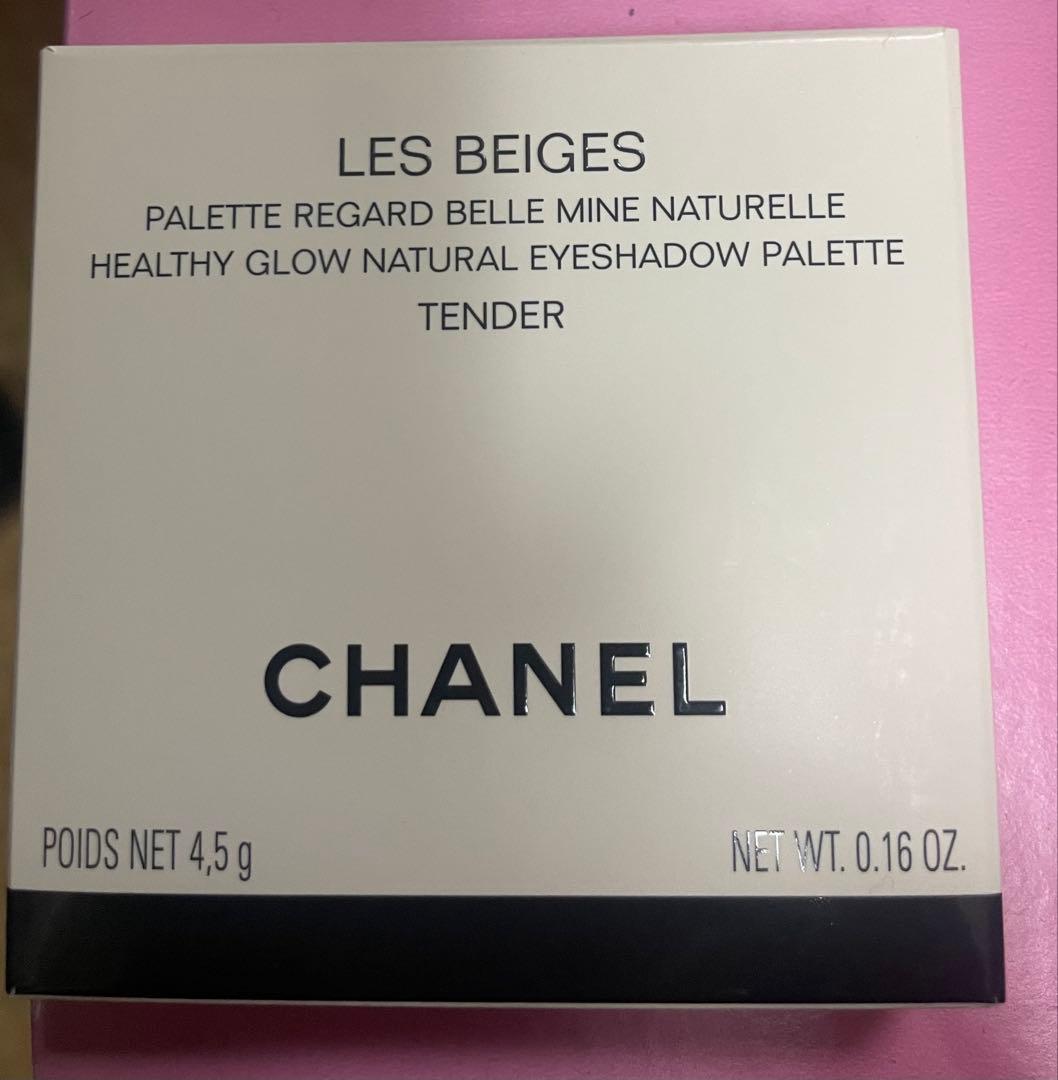 LES BEIGES
PALETTE REGARD BELLE MINE NATURELLE
HEALTHY GLOW NATURAL EYESHADOW PALETTE
TENDER
CHANEL
POIDS NET 4,5 g
NET WT. 0.16 OZ.